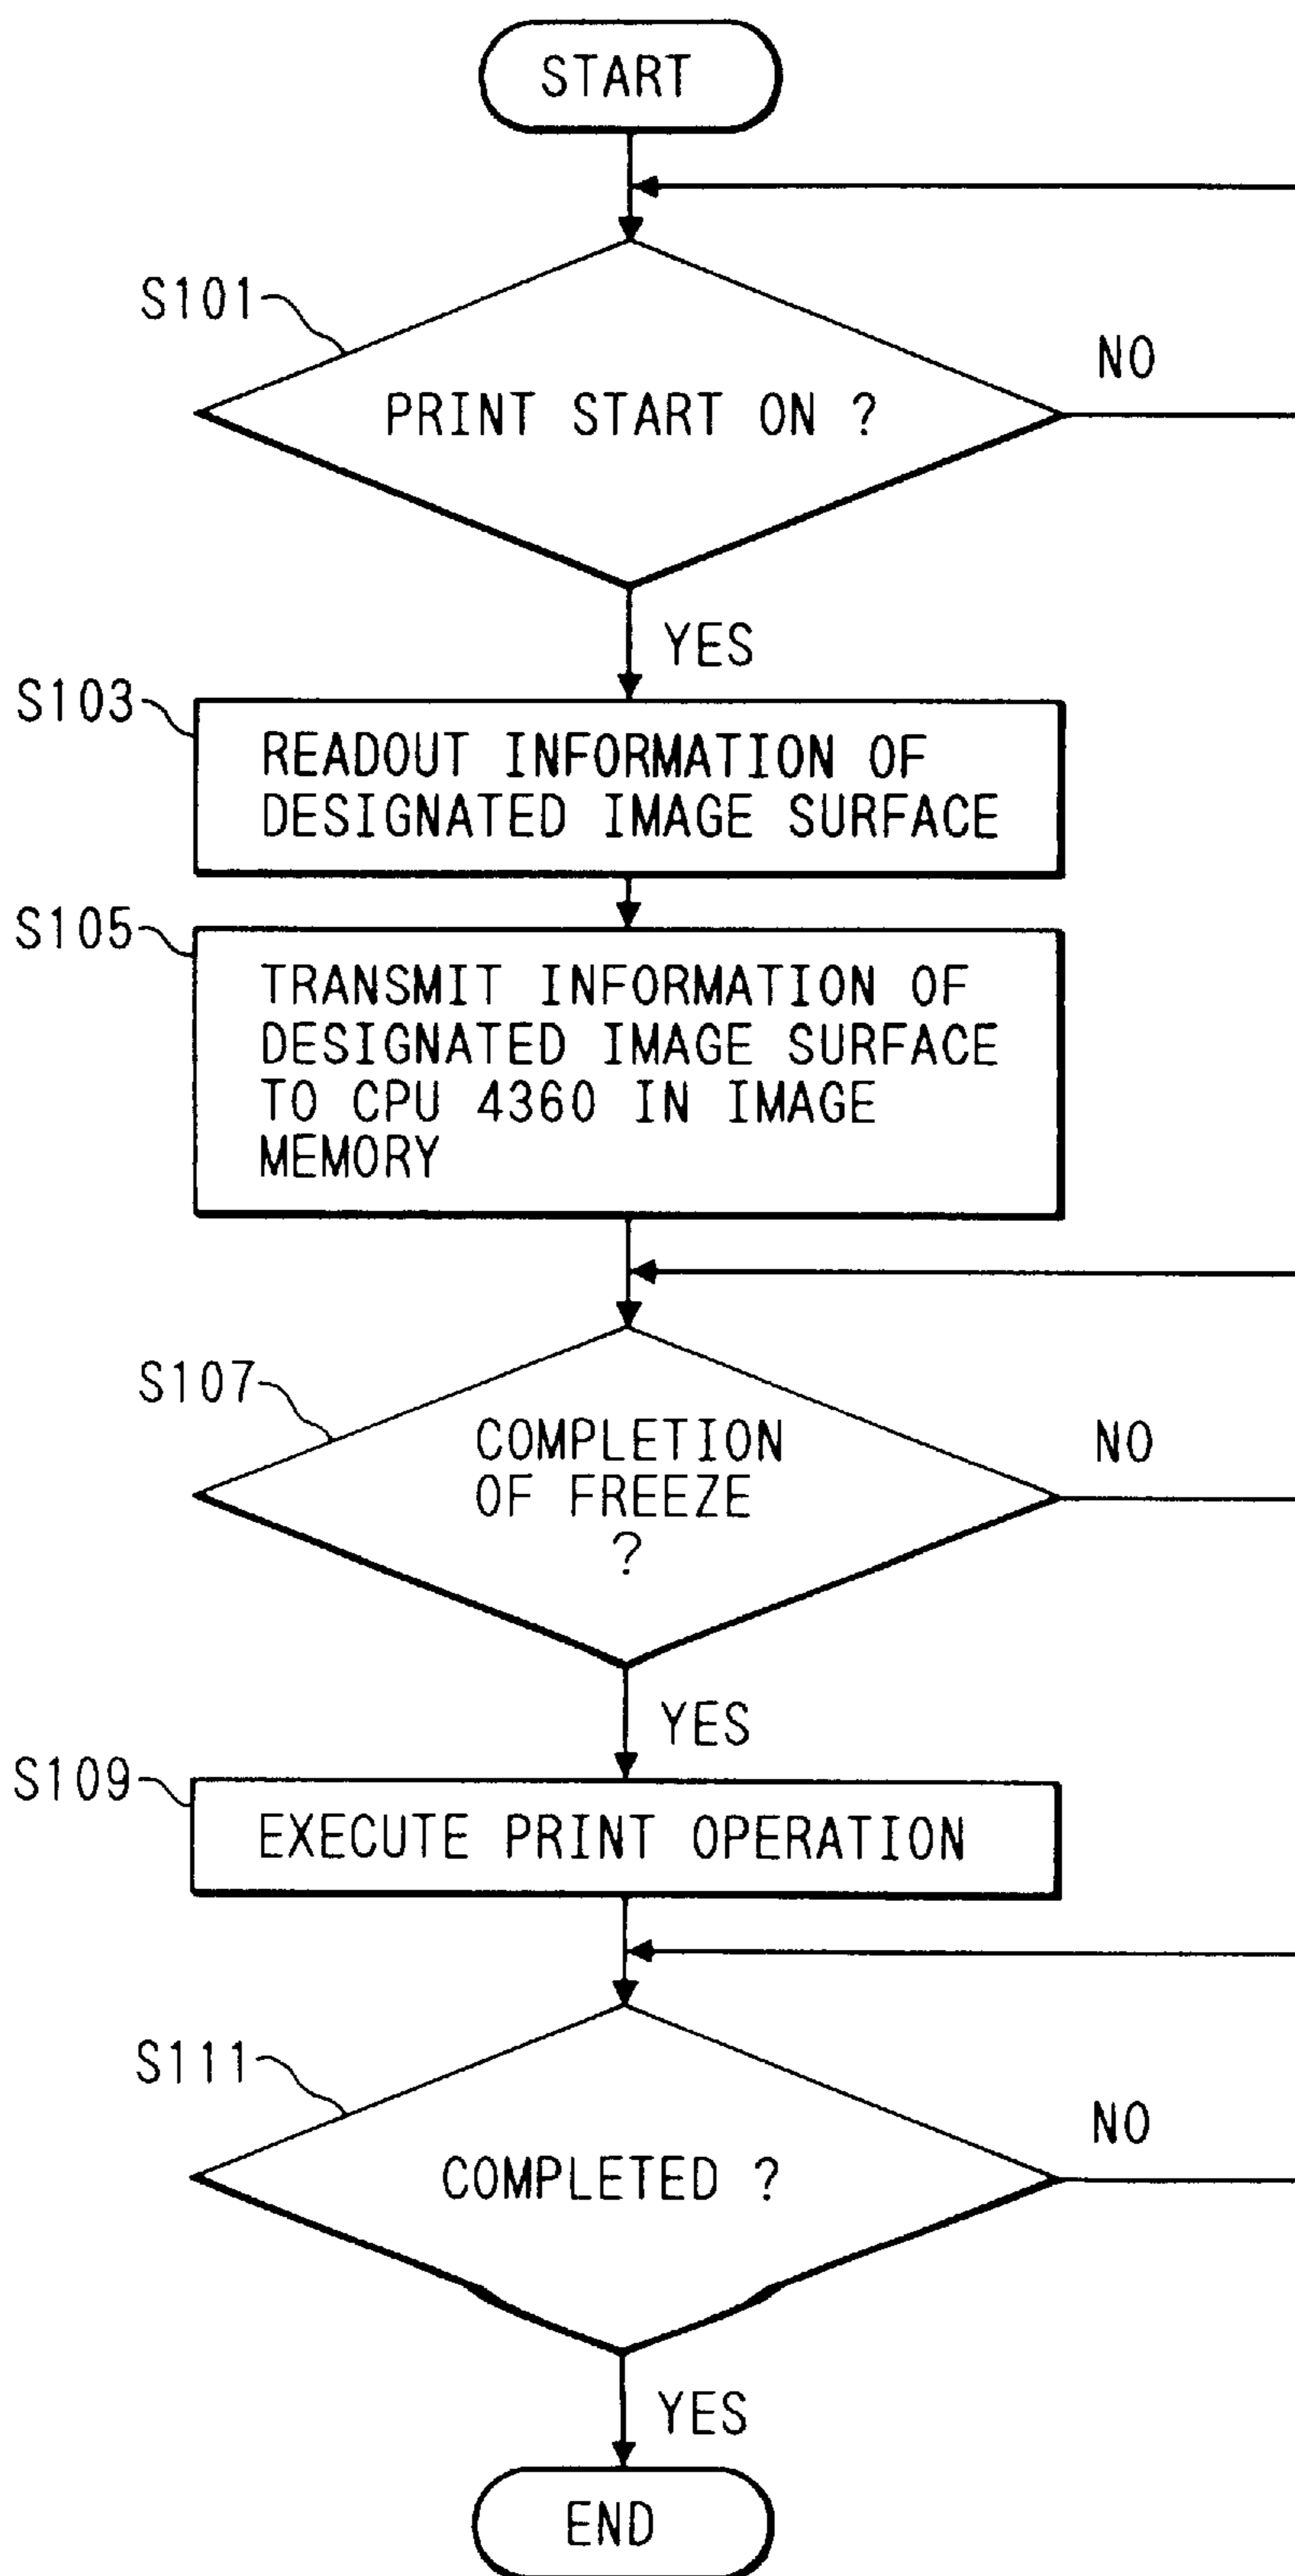 START
S101
PRINT START ON ?
NO
YES
S103
READOUT INFORMATION OF
DESIGNATED IMAGE SURFACE
S105
TRANSMIT INFORMATION OF
DESIGNATED IMAGE SURFACE
TO CPU 4360 IN IMAGE
MEMORY
S107
COMPLETION
OF FREEZE
?
NO
YES
S109
EXECUTE PRINT OPERATION
S111
COMPLETED ?
NO
YES
END